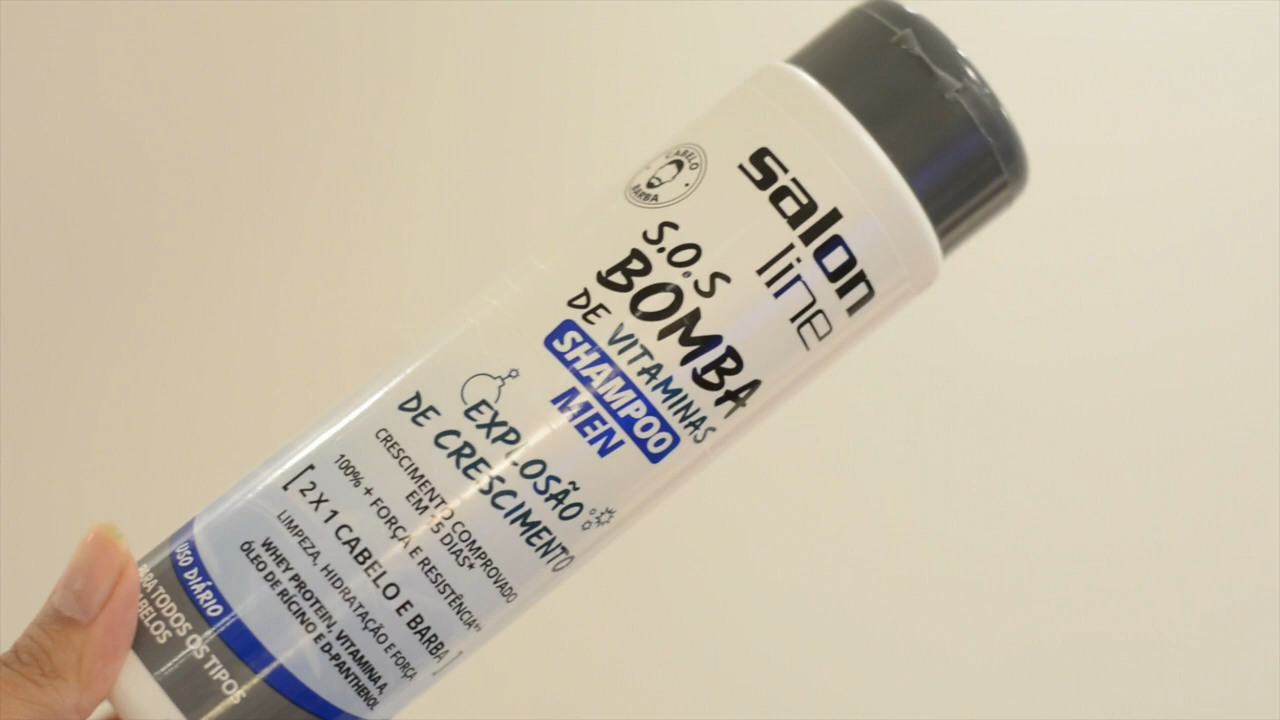 CABELO
BARBA
salon
line
S.O.S
BOMBA
DE VITAMINAS
SHAMPOO
MEN
EXPLOSÃO
DE CRESCIMENTO
CRESCIMENTO COMPROVADO
EM 15 DIAS*
100% + FORÇA E RESISTÊNCIA**
[2 X 1 CABELO E BARBA]
LIMPEZA, HIDRATAÇÃO E FORÇA
WHEY PROTEIN, VITAMINA A,
ÓLEO DE RÍCINO E D-PANTHENOL
USO DIÁRIO
PARA TODOS OS TIPOS
CABELOS